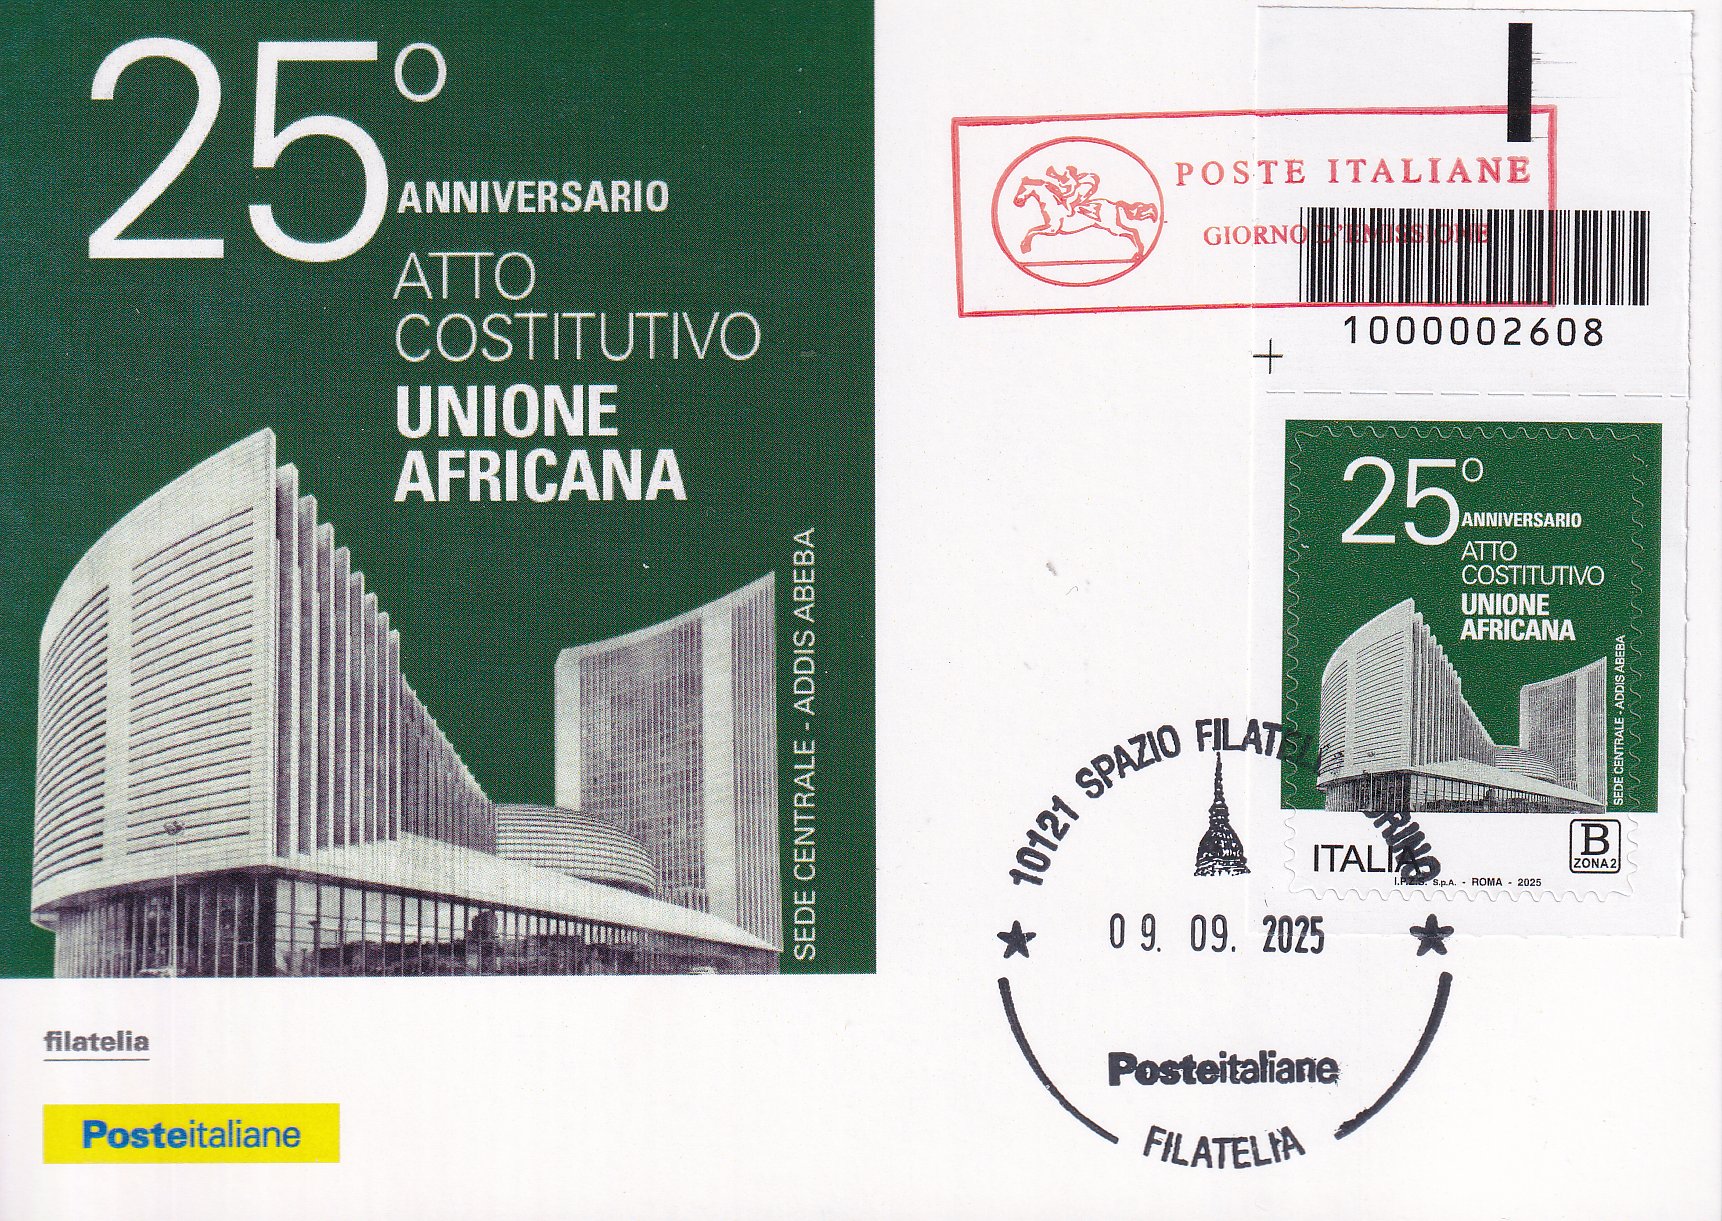 25°
ANNIVERSARIO
ATTO
COSTITUTIVO
UNIONE
AFRICANA
SEDE CENTRALE - ADDIS ABEBA
filatelia
Posteitaliane
POSTE ITALIANE
GIORNO D'EMISSIONE
1000002608
25°
ANNIVERSARIO
ATTO
COSTITUTIVO
UNIONE
AFRICANA
SEDE CENTRALE - ADDIS ABEBA
ITALIA
B
ZONA 2
I.P.Z.S. S.p.A. - ROMA - 2025
10121 SPAZIO FILATELIA TORINO
09. 09. 2025
Posteitaliane
FILATELIA